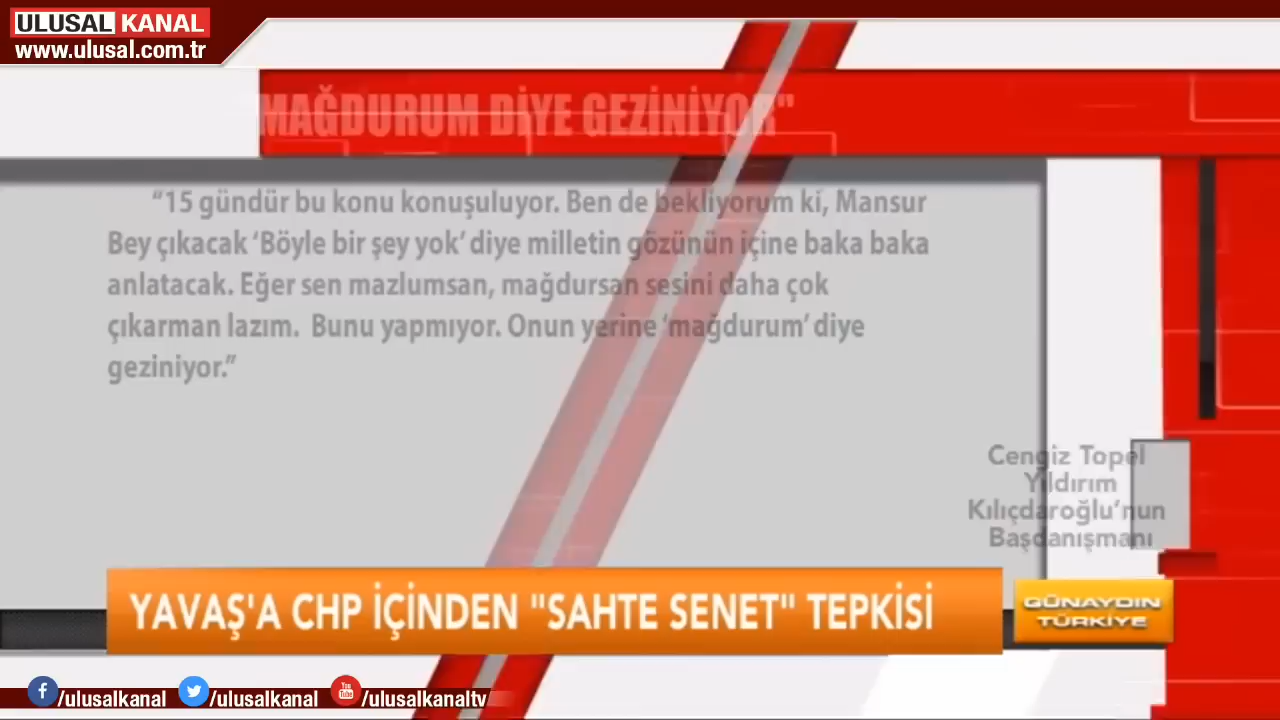 ULUSAL KANAL
www.ulusal.com.tr
MAĞDURUM DİYE GEZİNİYOR"
“15 gündür bu konu konuşuluyor. Ben de bekliyorum ki, Mansur
Bey çıkacak ‘Böyle bir şey yok’ diye milletin gözünün içine baka baka
anlatacak. Eğer sen mazlumsan, mağdursan sesini daha çok
çıkarman lazım.  Bunu yapmıyor. Onun yerine ‘mağdurum’ diye
geziniyor.”
Cengiz Topel
Yıldırım
Kılıçdaroğlu’nun
Başdanışmanı
YAVAŞ'A CHP İÇİNDEN "SAHTE SENET" TEPKİSİ
GÜNAYDIN
TÜRKİYE
/ulusalkanal /ulusalkanal You Tube /ulusalkanaltv